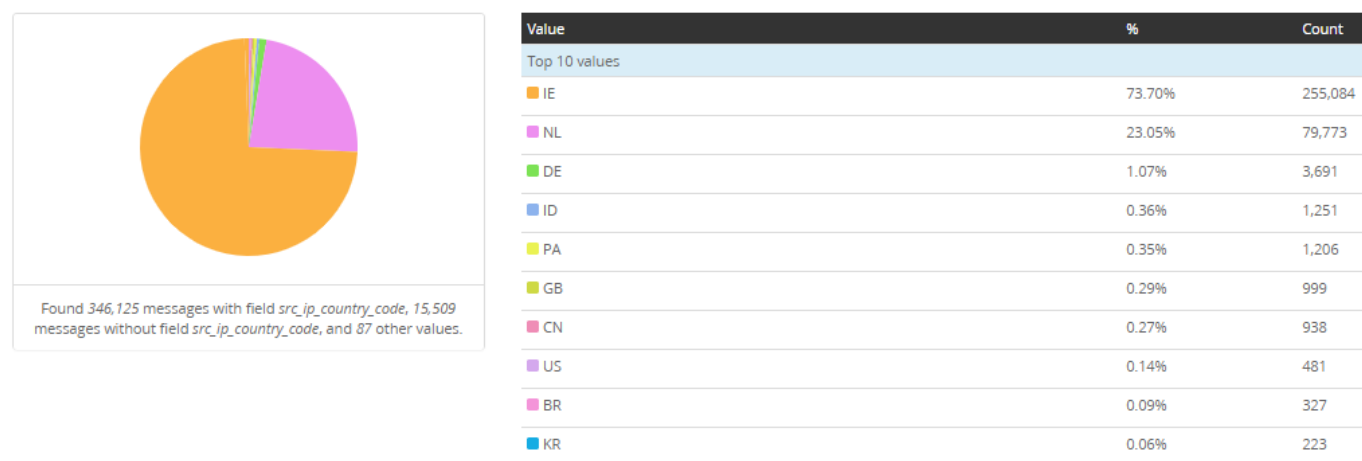 Found 346,125 messages with field src_ip_country_code, 15,509
messages without field src_ip_country_code, and 87 other values.
Value % Count
Top 10 values
IE 73.70% 255,084
NL 23.05% 79,773
DE 1.07% 3,691
ID 0.36% 1,251
PA 0.35% 1,206
GB 0.29% 999
CN 0.27% 938
US 0.14% 481
BR 0.09% 327
KR 0.06% 223